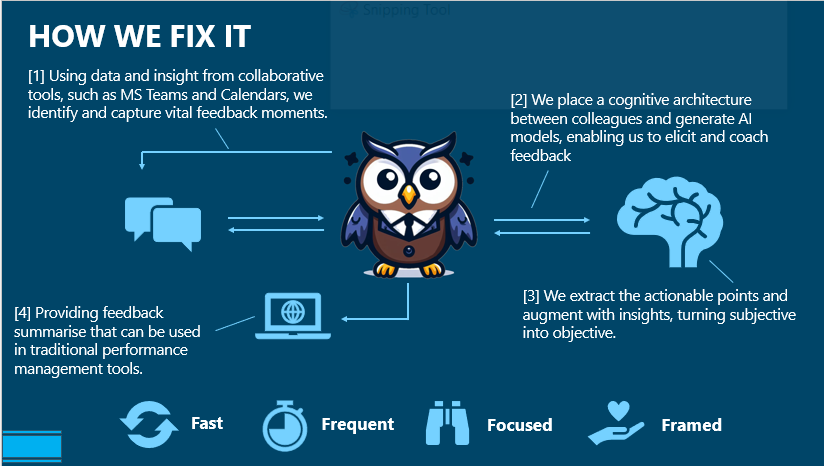 Snipping Tool
HOW WE FIX IT
[1] Using data and insight from collaborative
tools, such as MS Teams and Calendars, we
identify and capture vital feedback moments.
[2] We place a cognitive architecture
between colleagues and generate AI
models, enabling us to elicit and coach
feedback
[3] We extract the actionable points and
augment with insights, turning subjective
into objective.
[4] Providing feedback
summarise that can be used
in traditional performance
management tools.
Fast
Frequent
Focused
Framed